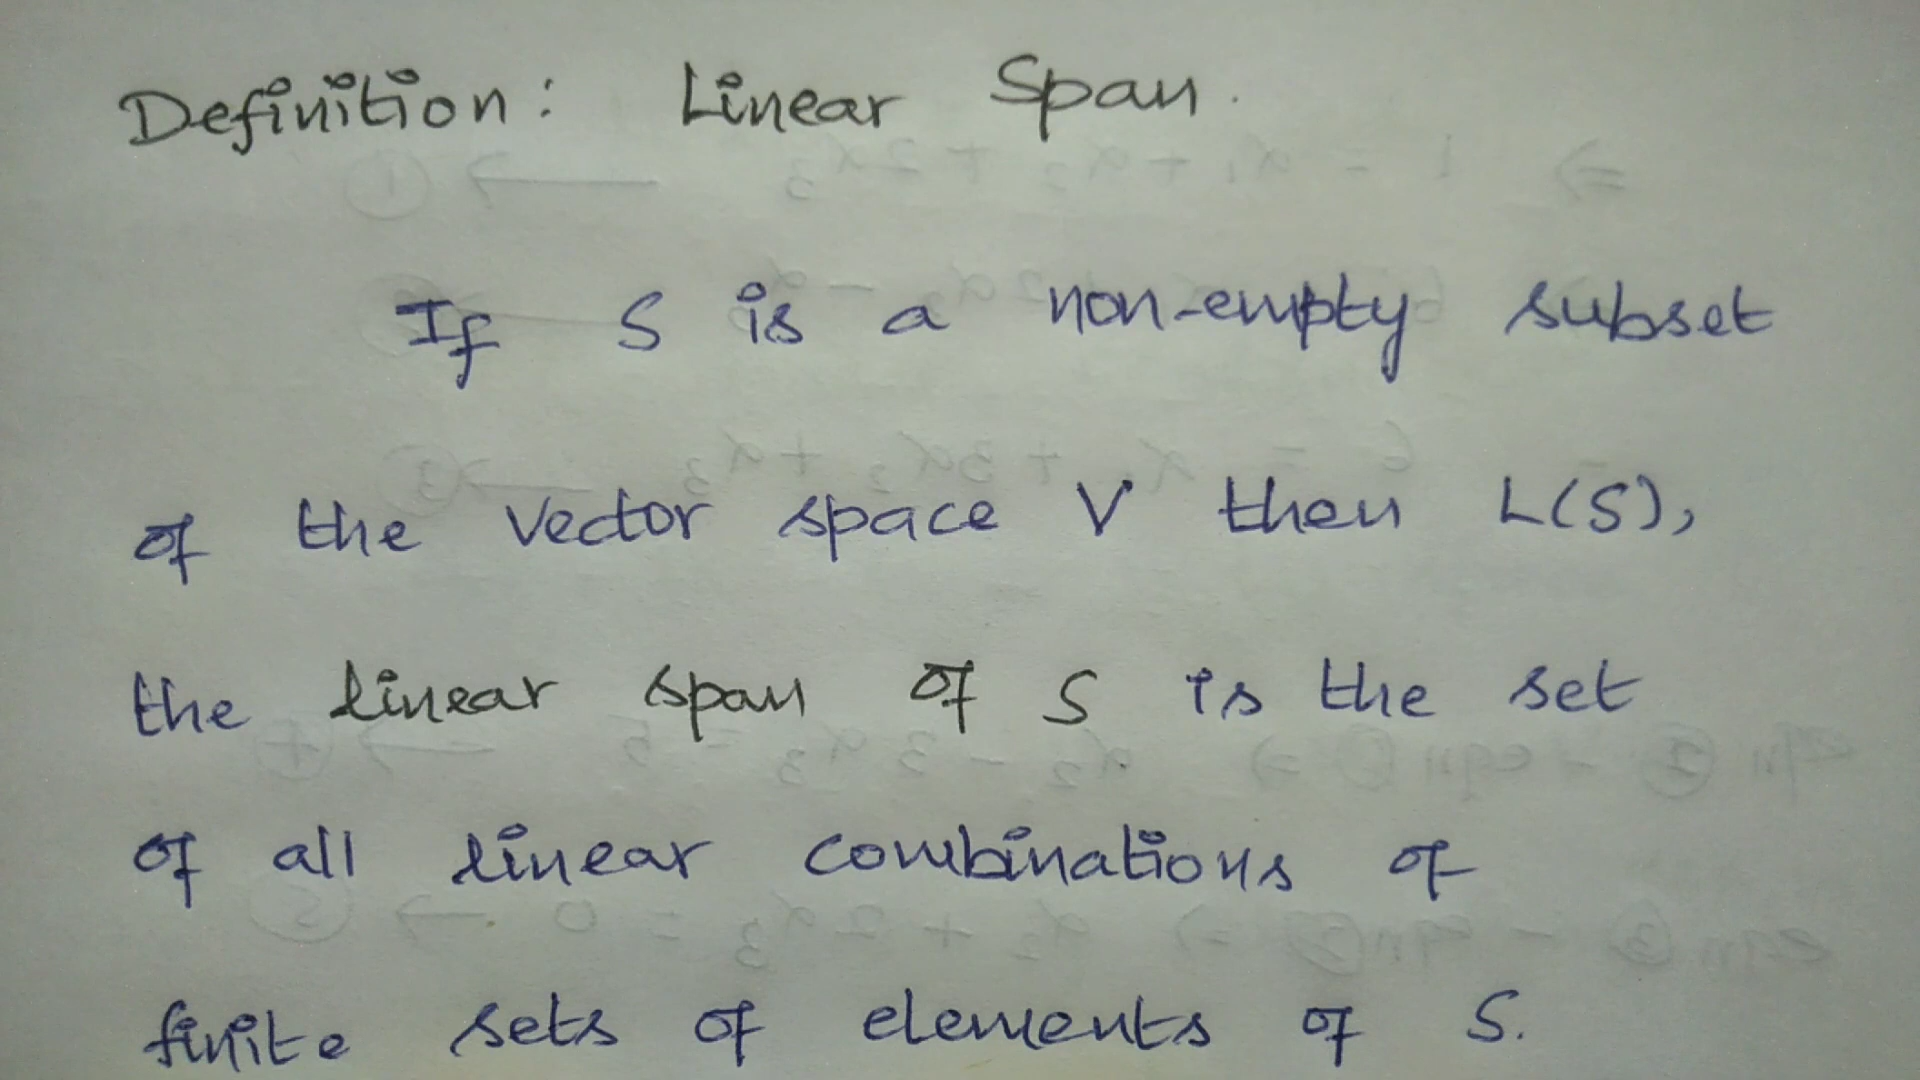 Definition: Linear Span.
If S is a non-empty subset
of the vector space V then L(S),
the linear span of S is the set
of all linear combinations of
finite sets of elements of S.